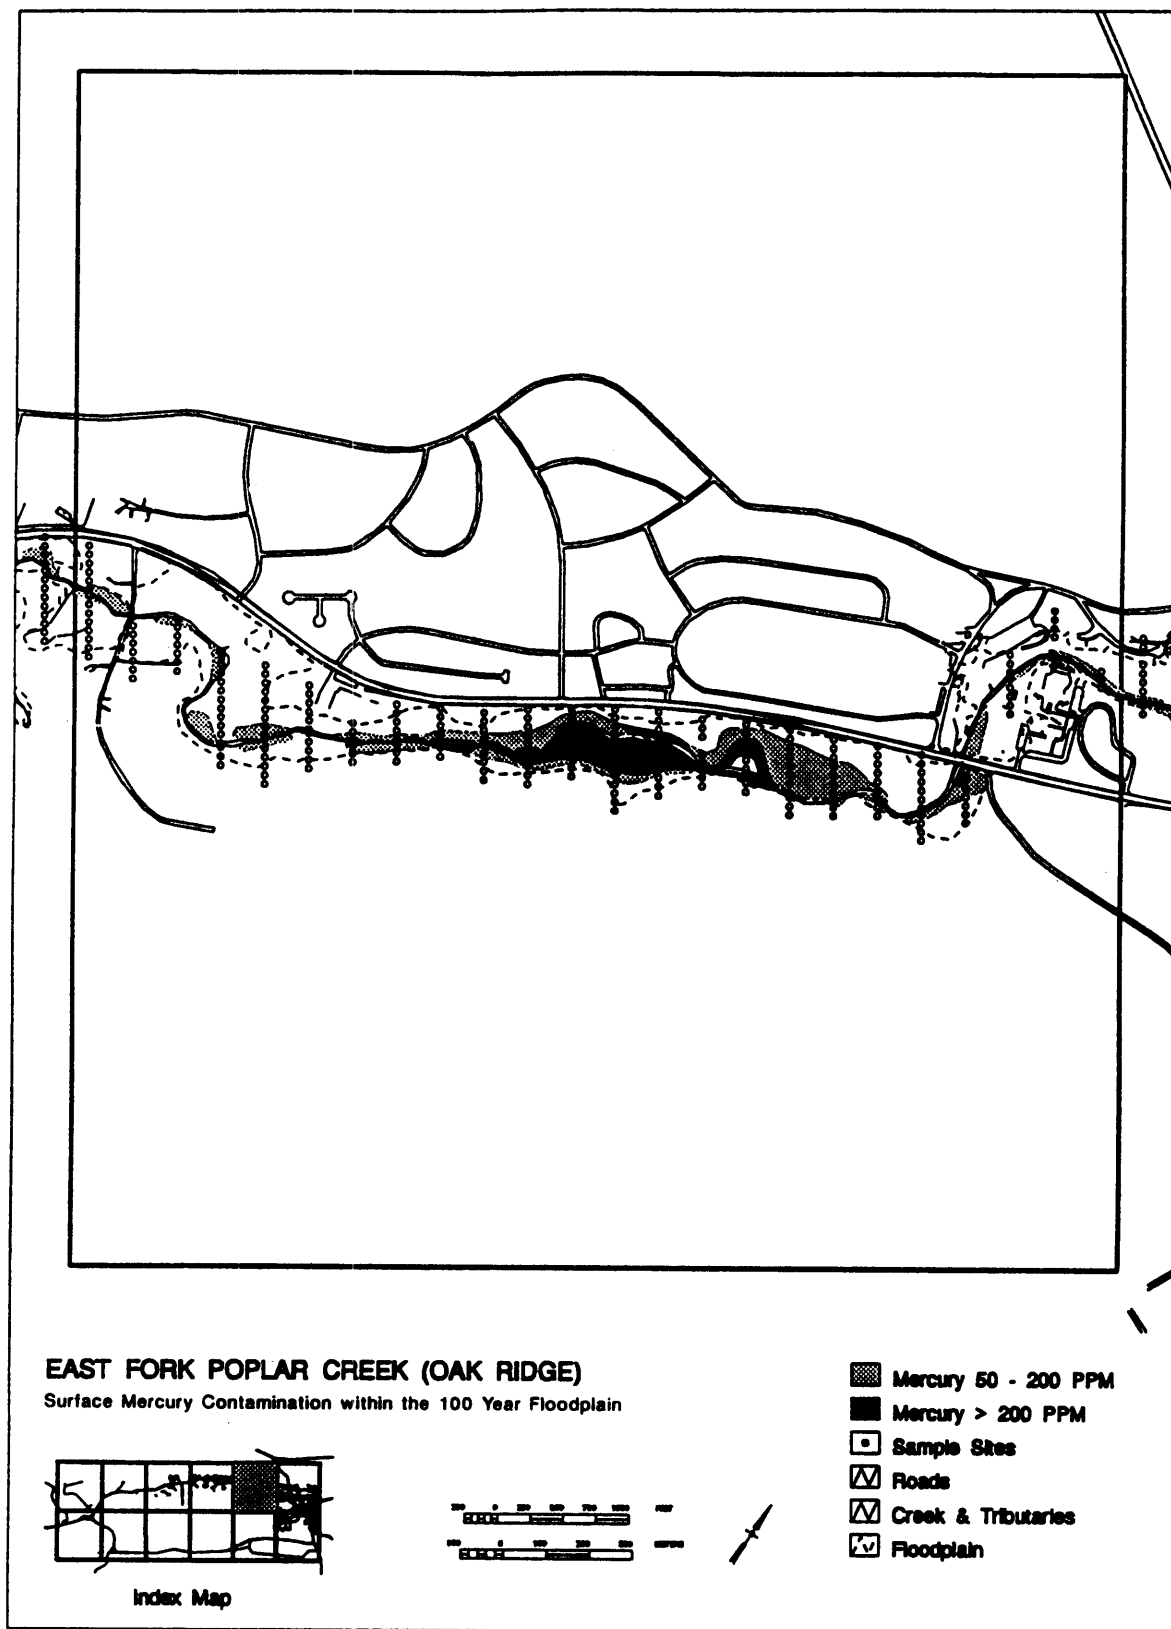 EAST FORK POPLAR CREEK (OAK RIDGE)
Surface Mercury Contamination within the 100 Year Floodplain
Index Map
Mercury 50 - 200 PPM
Mercury > 200 PPM
Sample Sites
Roads
Creek & Tributaries
Floodplain